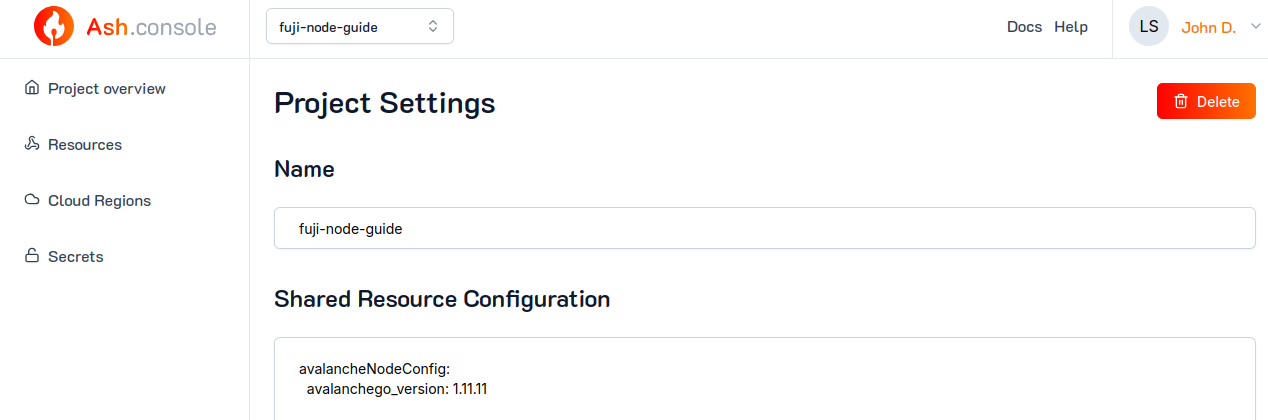 Ash.console
fuji-node-guide
Docs Help
LS
John D.
Project overview
Resources
Cloud Regions
Secrets
Project Settings
Delete
Name
fuji-node-guide
Shared Resource Configuration
avalancheNodeConfig:
  avalanchego_version: 1.11.11